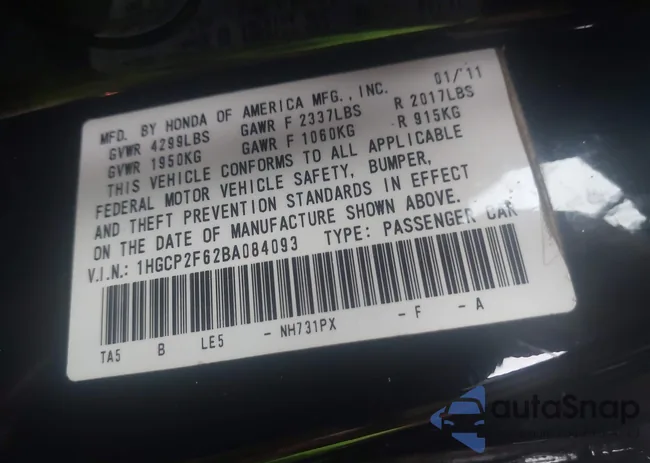 MFD. BY HONDA OF AMERICA MFG., INC. 01/'11
GVWR 4299LBS GAWR F 2337LBS R 2017LBS
GVWR 1950KG GAWR F 1060KG R 915KG
THIS VEHICLE CONFORMS TO ALL APPLICABLE
FEDERAL MOTOR VEHICLE SAFETY, BUMPER,
AND THEFT PREVENTION STANDARDS IN EFFECT
ON THE DATE OF MANUFACTURE SHOWN ABOVE.
V.I.N.: 1HGCP2F62BA084093 TYPE: PASSENGER CAR
TA5 B LE5 - NH731PX - F - A
autaSnap